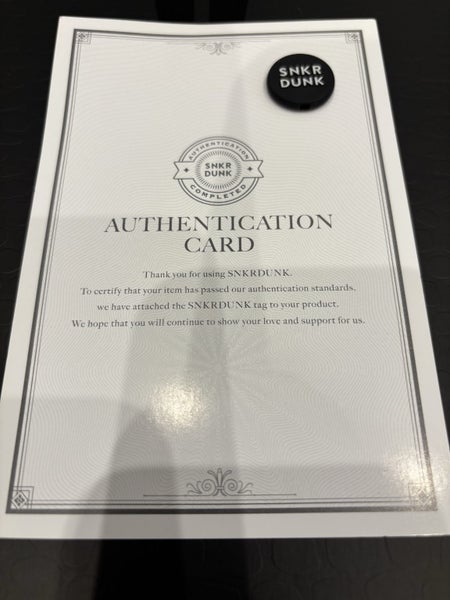 SNKR
DUNK
AUTHENTICATION
SNKR
DUNK
COMPLETED
AUTHENTICATION
CARD
Thank you for using SNKRDUNK.
To certify that your item has passed our authentication standards,
we have attached the SNKRDUNK tag to your product.
We hope that you will continue to show your love and support for us.